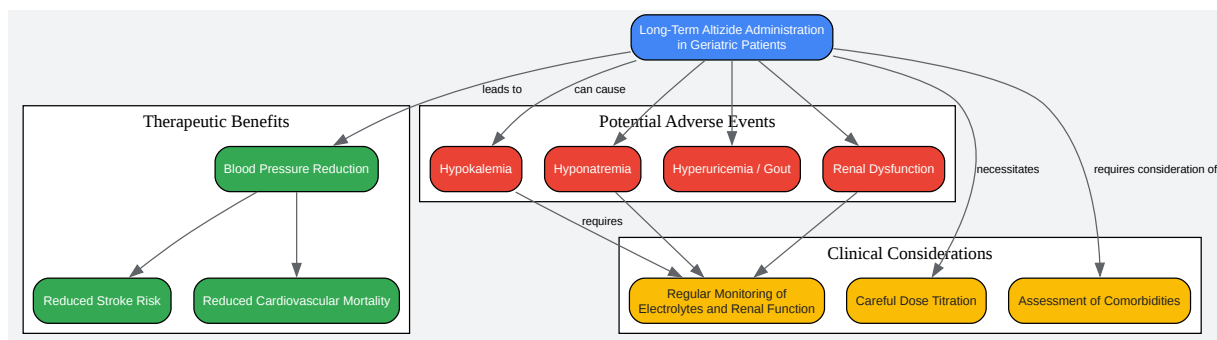 Long-Term Altizide Administration
in Geriatric Patients
leads to
can cause
Therapeutic Benefits
Potential Adverse Events
Blood Pressure Reduction
Hypokalemia
Hyponatremia
Hyperuricemia / Gout
Renal Dysfunction
necessitates
requires consideration of
requires
Clinical Considerations
Reduced Stroke Risk
Reduced Cardiovascular Mortality
Regular Monitoring of
Electrolytes and Renal Function
Careful Dose Titration
Assessment of Comorbidities